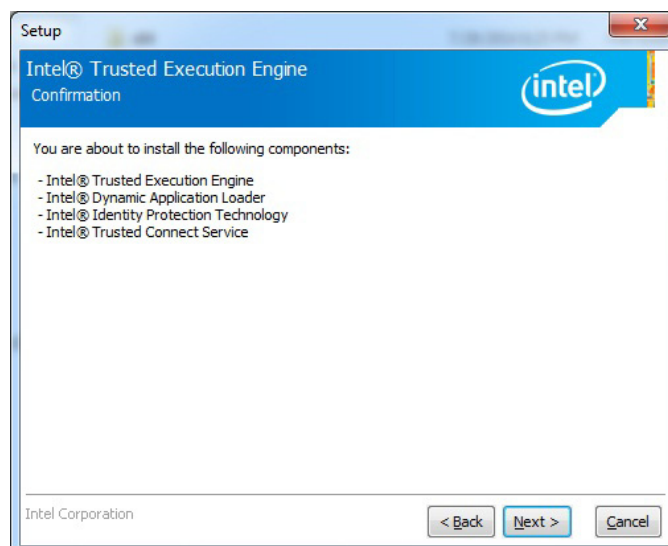 Setup
Intel® Trusted Execution Engine
Confirmation
intel
You are about to install the following components:
- Intel® Trusted Execution Engine
- Intel® Dynamic Application Loader
- Intel® Identity Protection Technology
- Intel® Trusted Connect Service
Intel Corporation
< Back
Next >
Cancel